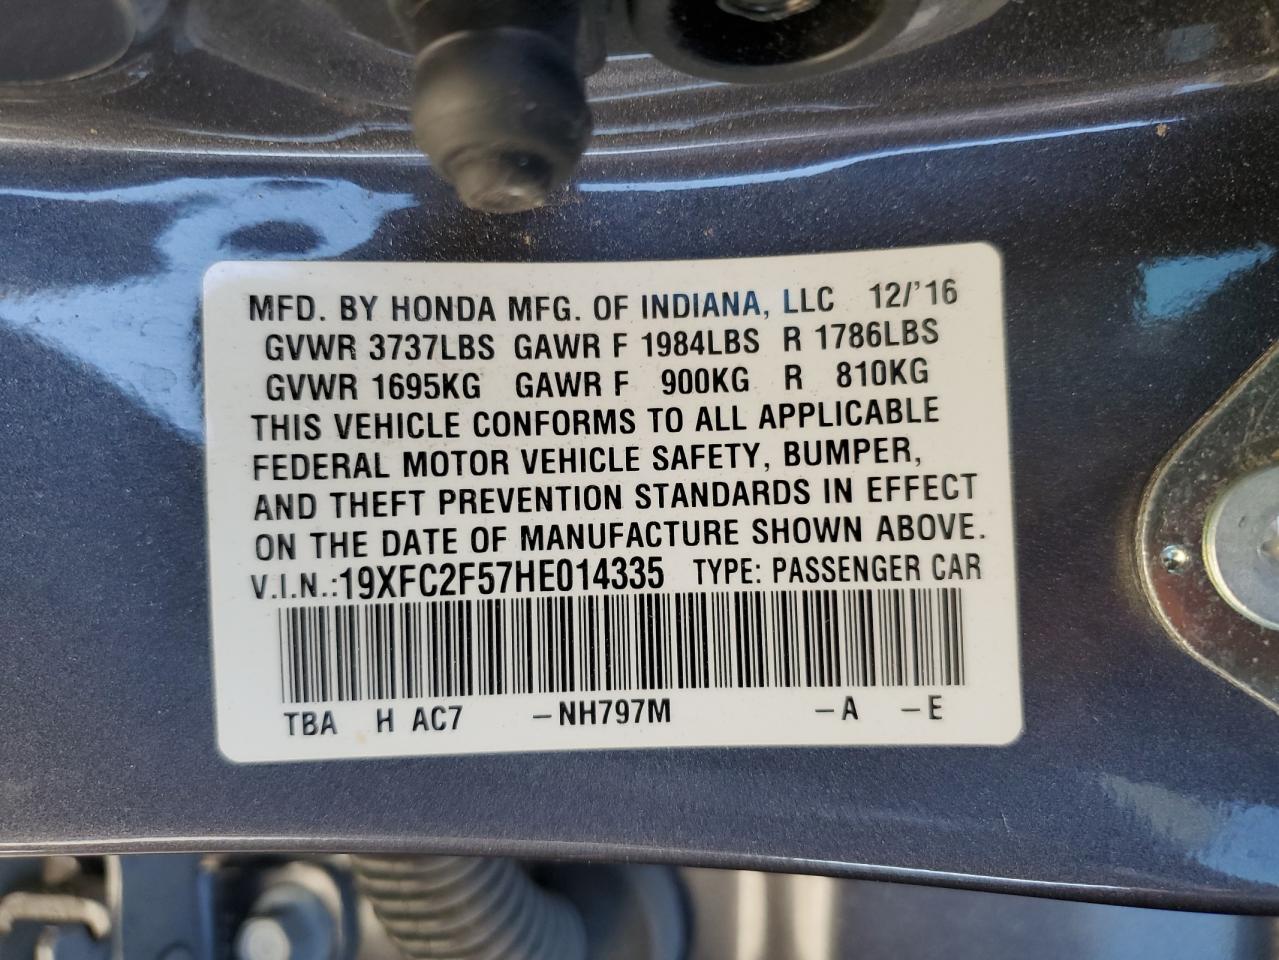 MFD. BY HONDA MFG. OF INDIANA, LLC 12/'16
GVWR 3737LBS GAWR F 1984LBS R 1786LBS
GVWR 1695KG GAWR F 900KG R 810KG
THIS VEHICLE CONFORMS TO ALL APPLICABLE
FEDERAL MOTOR VEHICLE SAFETY, BUMPER,
AND THEFT PREVENTION STANDARDS IN EFFECT
ON THE DATE OF MANUFACTURE SHOWN ABOVE.
V.I.N.:19XFC2F57HE014335 TYPE: PASSENGER CAR
TBA H AC7 –NH797M –A –E